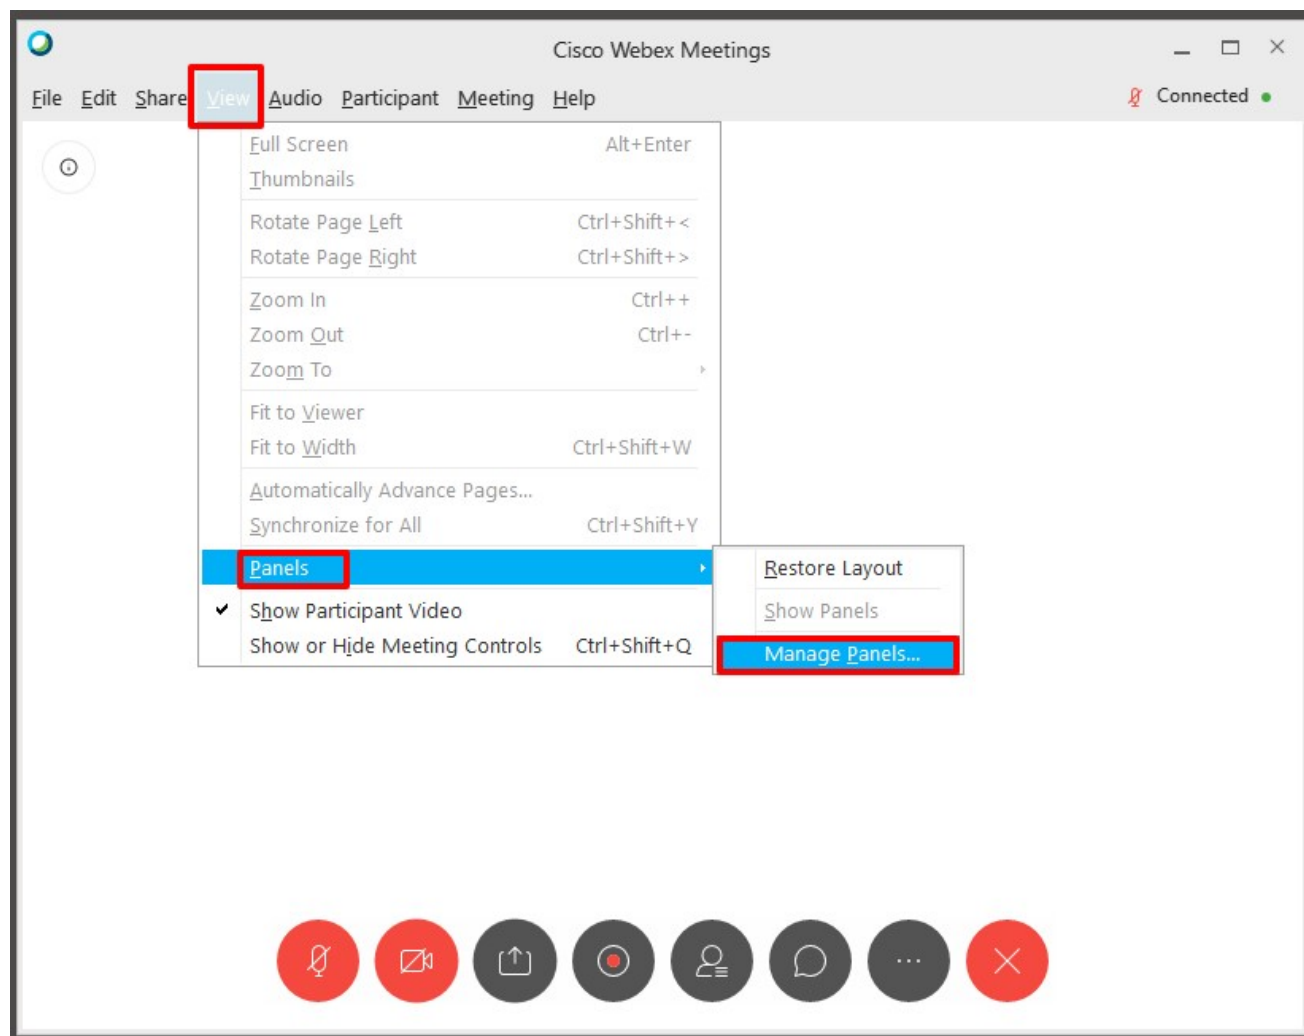 Cisco Webex Meetings
File Edit Share View Audio Participant Meeting Help Connected
Full Screen Alt+Enter
Thumbnails
Rotate Page Left Ctrl+Shift+<
Rotate Page Right Ctrl+Shift+>
Zoom In Ctrl++
Zoom Out Ctrl+-
Zoom To
Fit to Viewer
Fit to Width Ctrl+Shift+W
Automatically Advance Pages...
Synchronize for All Ctrl+Shift+Y
Panels
Restore Layout
Show Participant Video
Show Panels
Show or Hide Meeting Controls Ctrl+Shift+Q
Manage Panels...